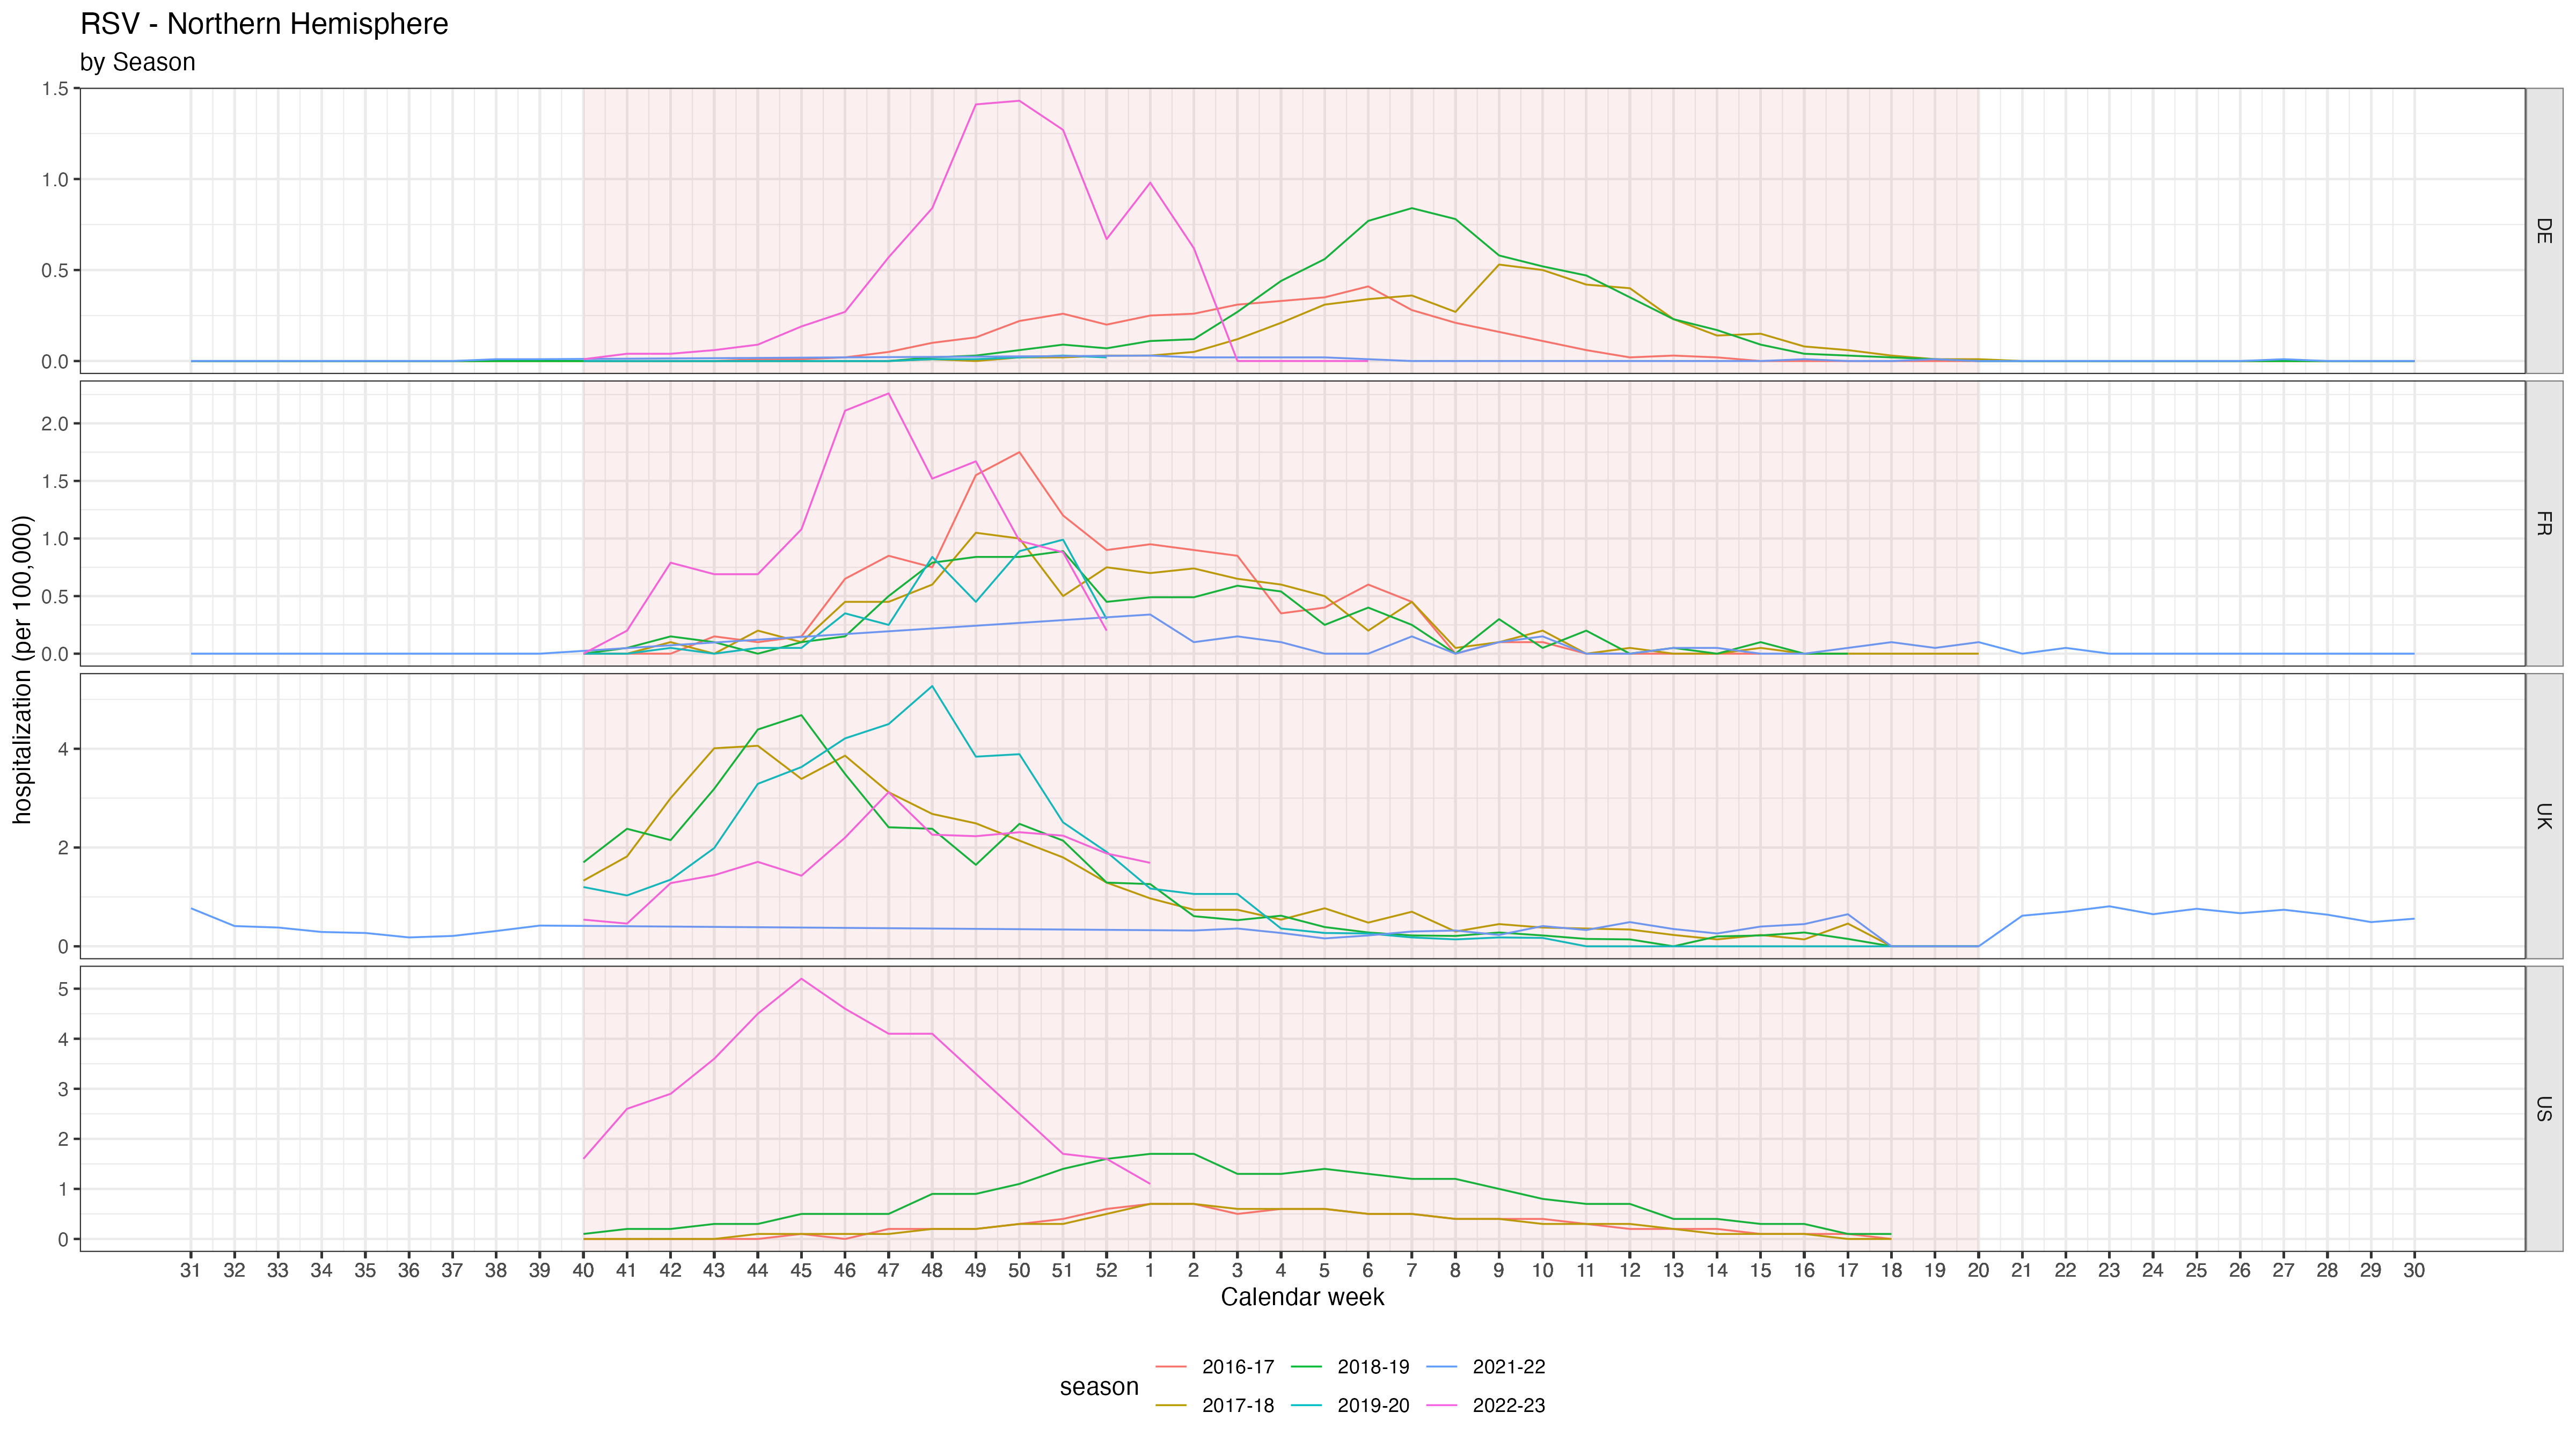 RSV - Northern Hemisphere
by Season
hospitalization (per 100,000)
1.5
1.0
0.5
0.0
DE
2.0
1.5
1.0
0.5
0.0
FR
4
2
0
UK
5
4
3
2
1
0
US
31 32 33 34 35 36 37 38 39 40 41 42 43 44 45 46 47 48 49 50 51 52 1 2 3 4 5 6 7 8 9 10 11 12 13 14 15 16 17 18 19 20 21 22 23 24 25 26 27 28 29 30
Calendar week
season
2016-17 2018-19 2021-22
2017-18 2019-20 2022-23